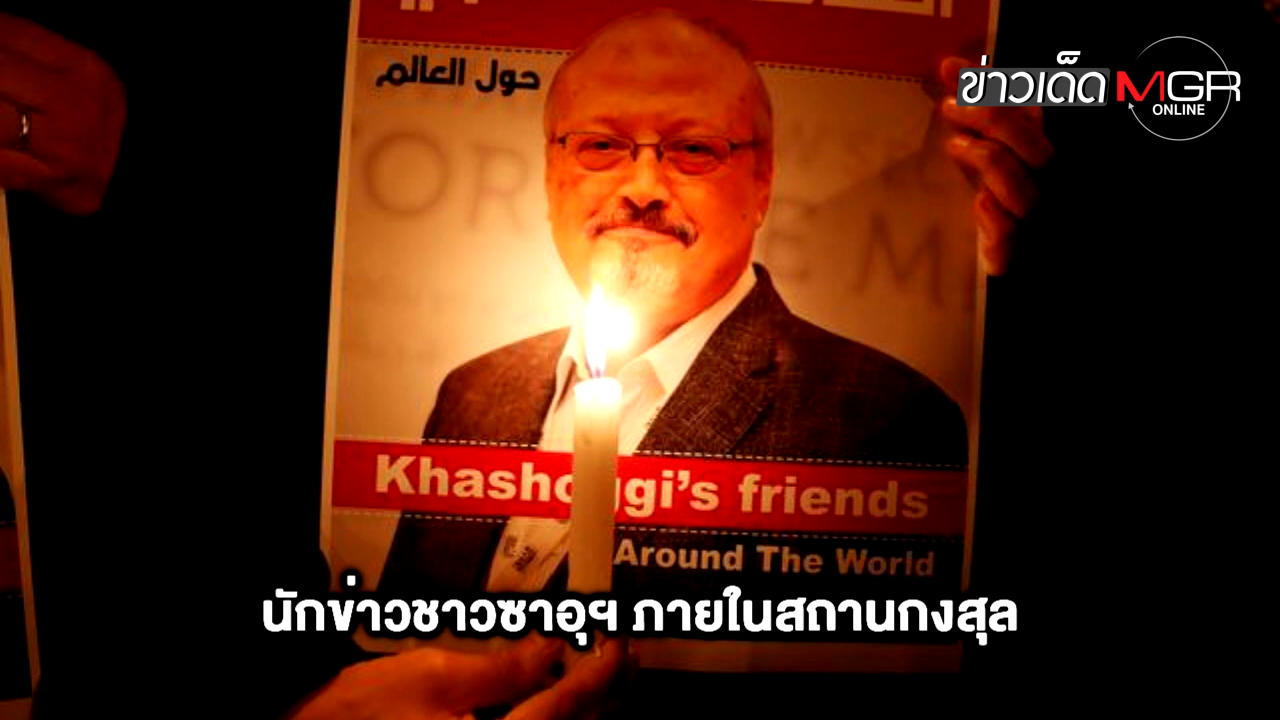 حول العالم
ข่าวเด็ด MGR
ONLINE
Khashoggi's friends
Around The World
นักข่าวชาวซาอุฯ ภายในสถานกงสุล